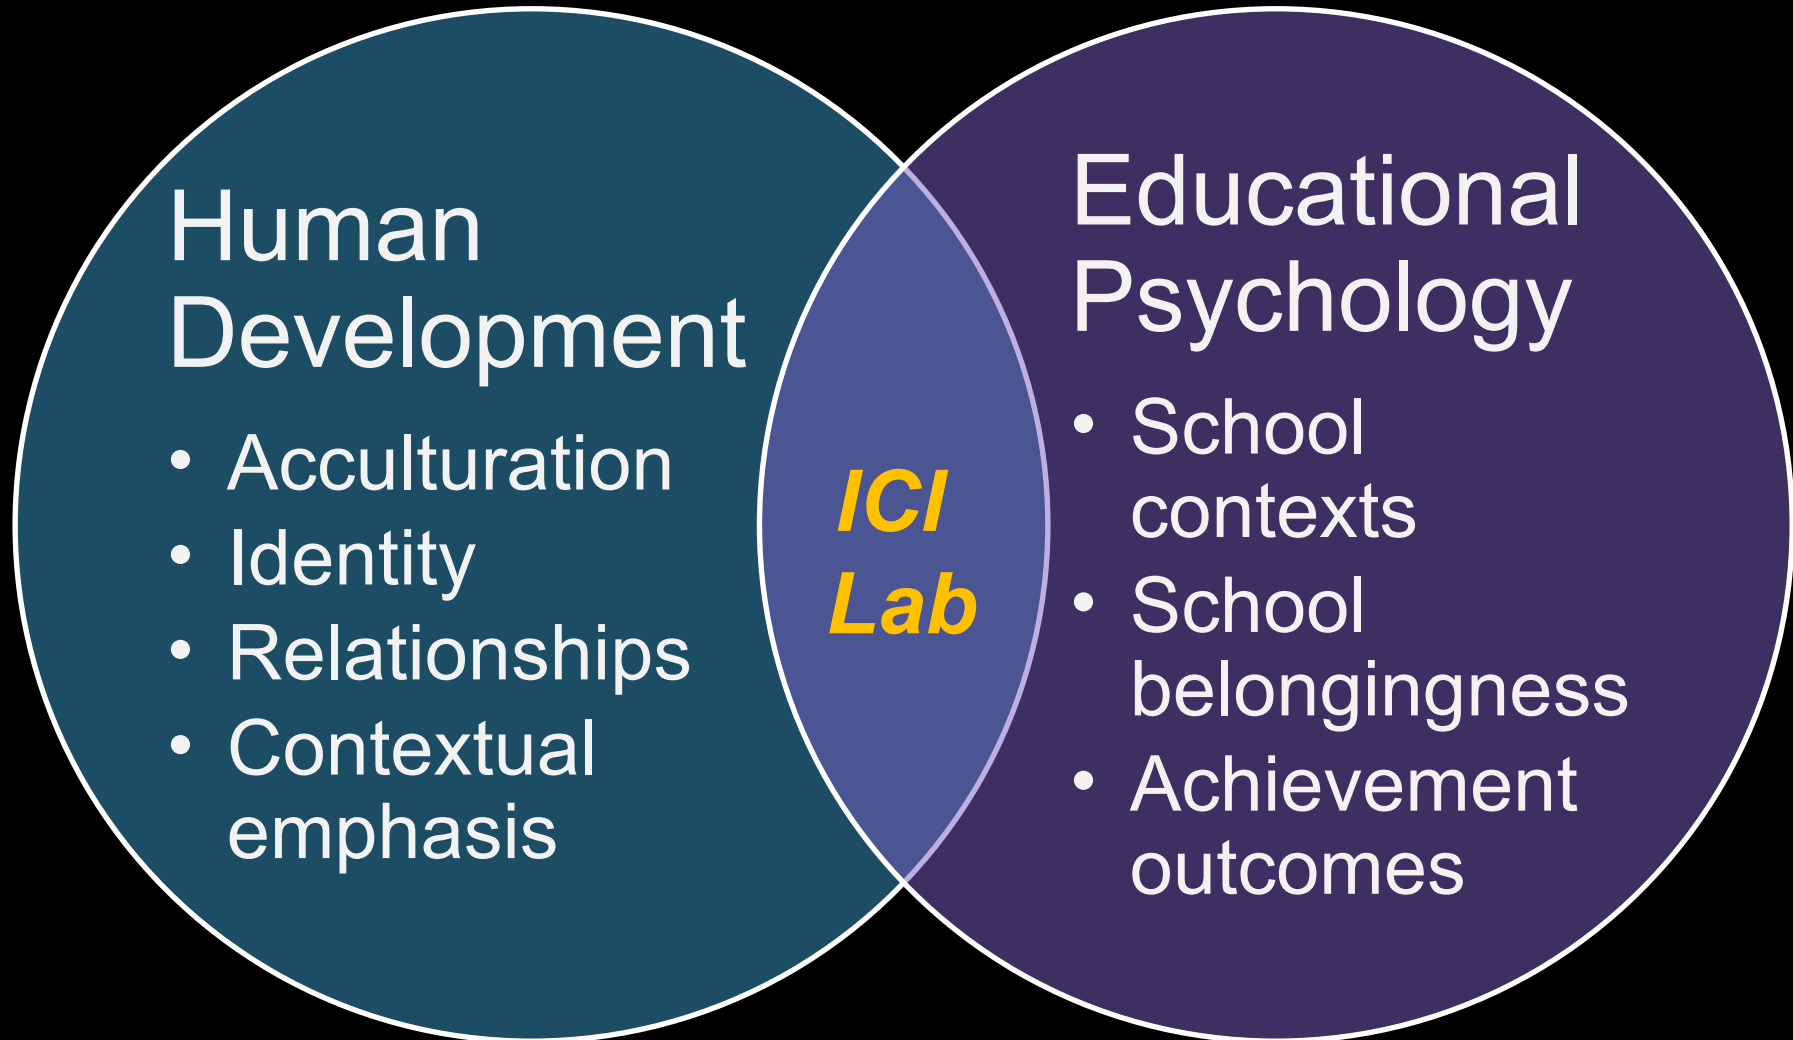 Human
Development
• Acculturation
• Identity
• Relationships
• Contextual
emphasis
ICI
Lab
Educational
Psychology
• School
contexts
• School
belongingness
• Achievement
outcomes